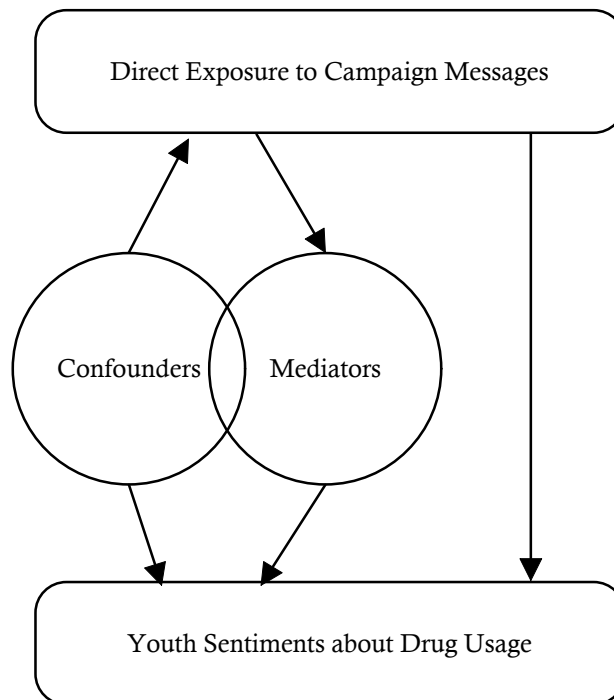 Direct Exposure to Campaign Messages
Confounders
Mediators
Youth Sentiments about Drug Usage